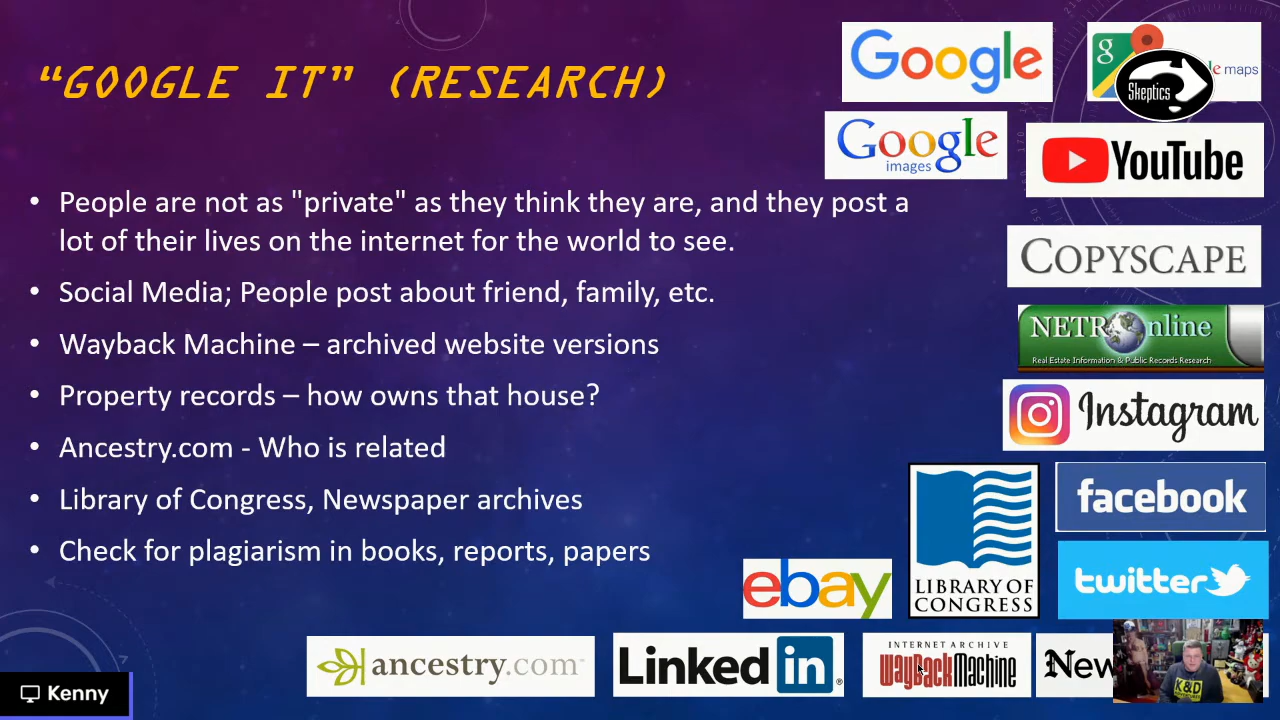 "GOOGLE IT" (RESEARCH)
• People are not as "private" as they think they are, and they post a
lot of their lives on the internet for the world to see.
• Social Media; People post about friend, family, etc.
• Wayback Machine – archived website versions
• Property records – how owns that house?
• Ancestry.com - Who is related
• Library of Congress, Newspaper archives
• Check for plagiarism in books, reports, papers
Google
g
le maps
Skeptics
Google
images
YouTube
COPYSCAPE
NETR Online
Real Estate Information & Public Records Research
Instagram
facebook
LIBRARY OF
CONGRESS
twitter
ebay
ancestry.com
Linked in
INTERNET ARCHIVE
WayBackMachine
New
K&D
Kenny